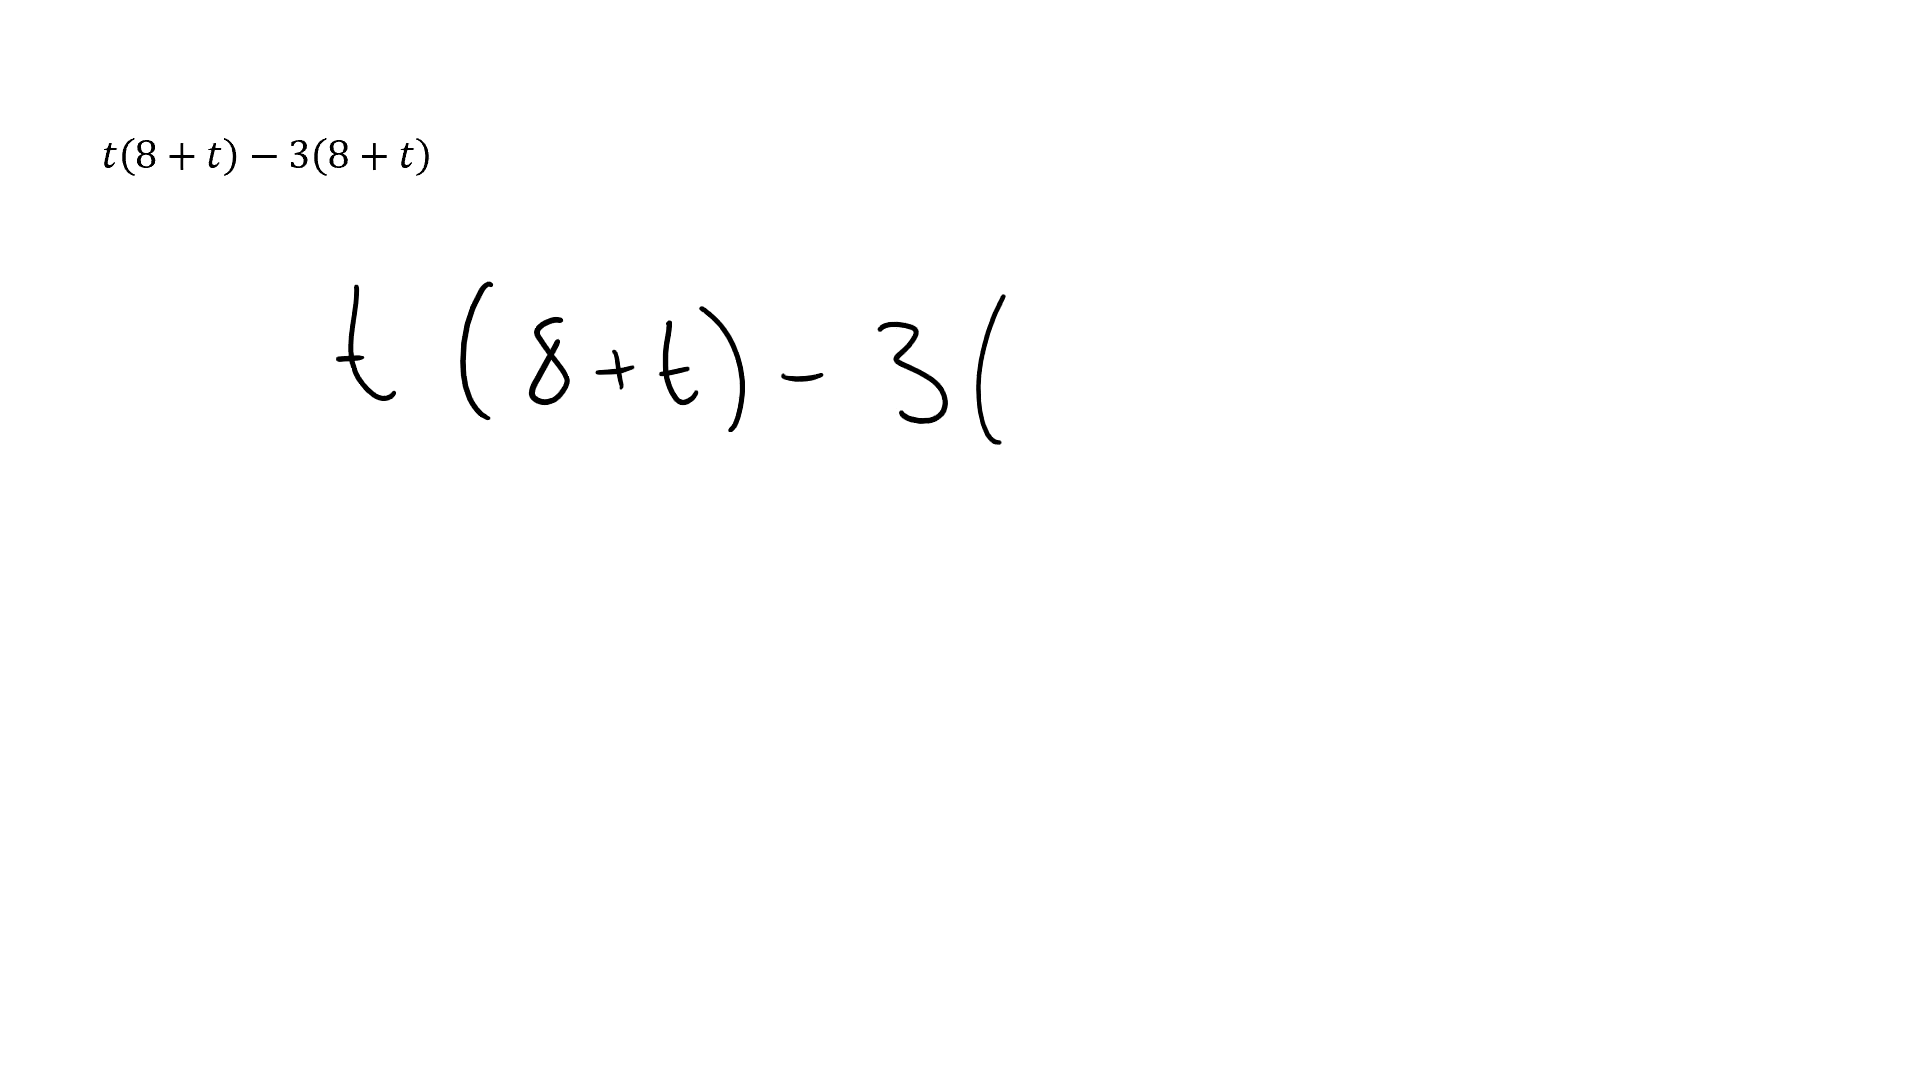 t(8 + t) − 3(8 + t)
t (8+t) - 3(